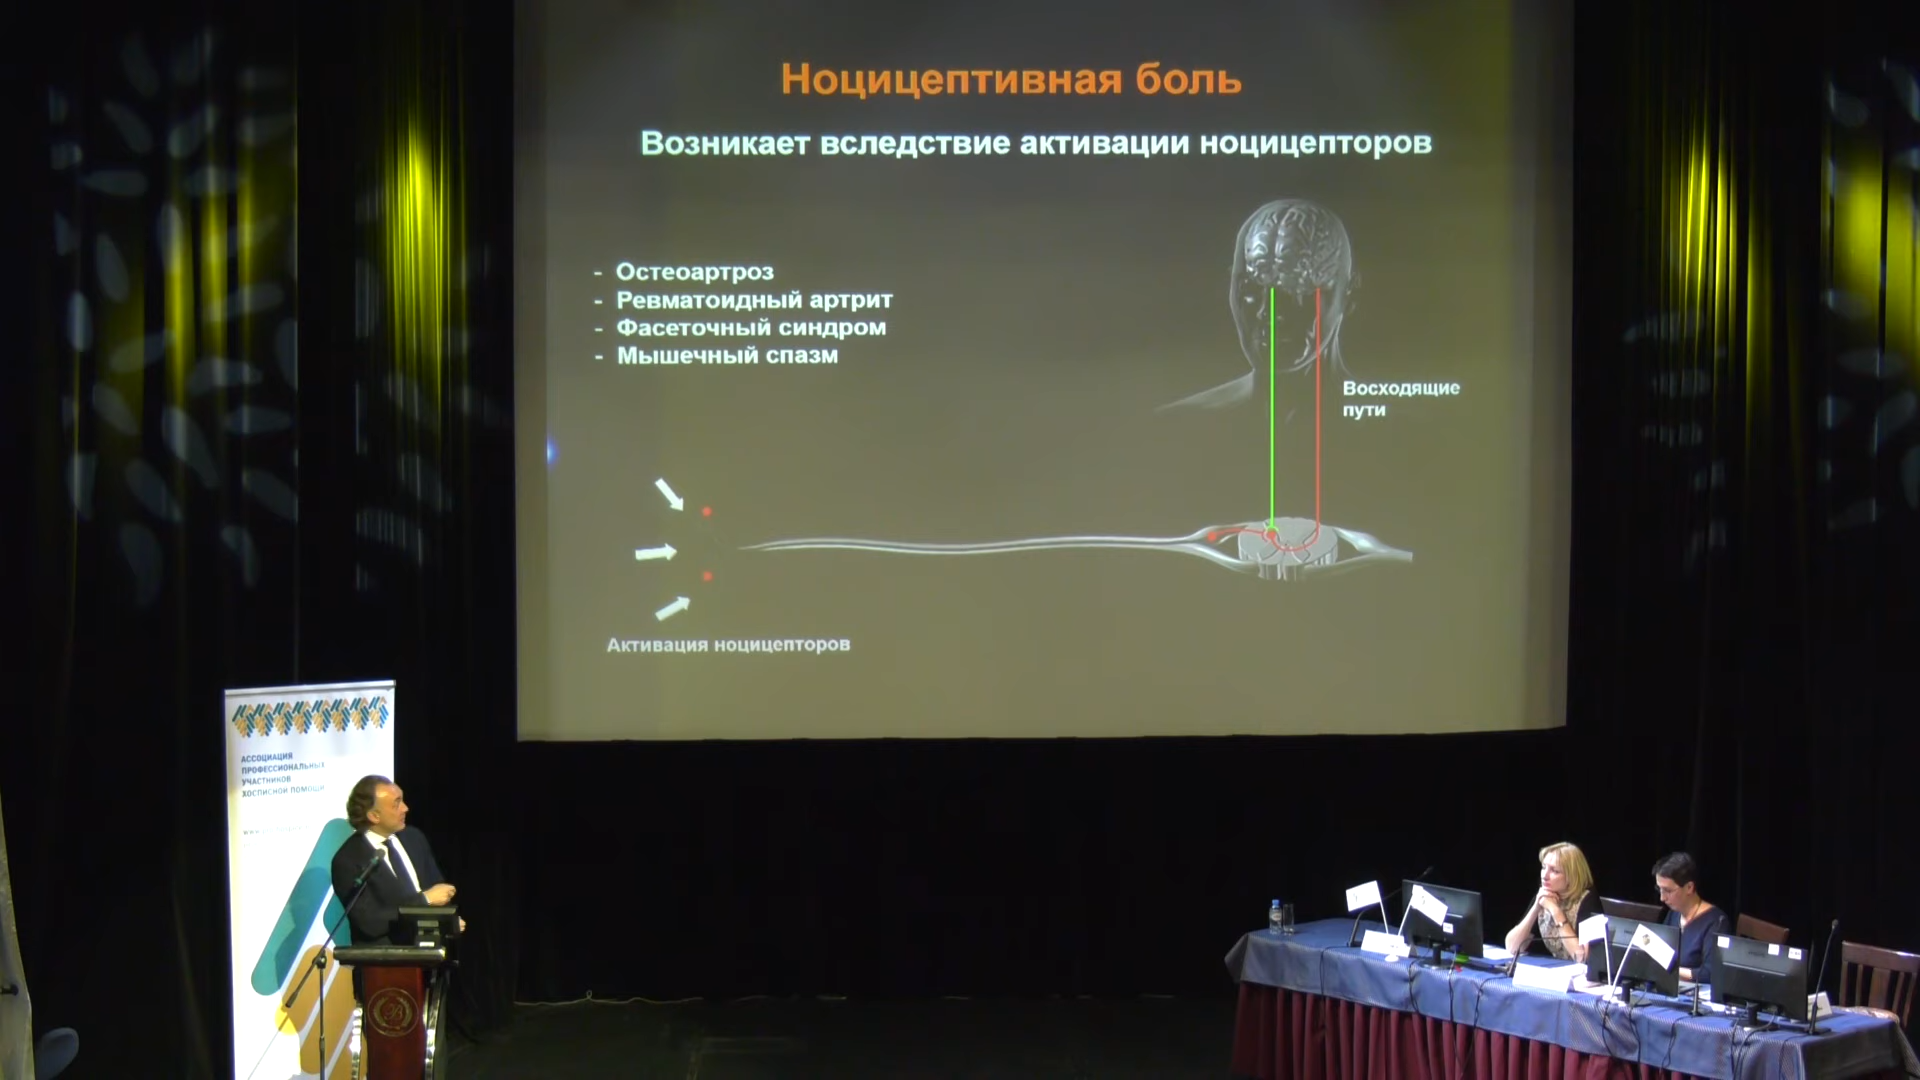 Ноцицептивная боль
Возникает вследствие активации ноцицепторов
- Остеоартроз
- Ревматоидный артрит
- Фасеточный синдром
- Мышечный спазм
Восходящие
пути
Активация ноцицепторов
АССОЦИАЦИЯ
ПРОФЕССИОНАЛЬНЫХ
УЧАСТНИКОВ
ХОСПИСНОЙ ПОМОЩИ